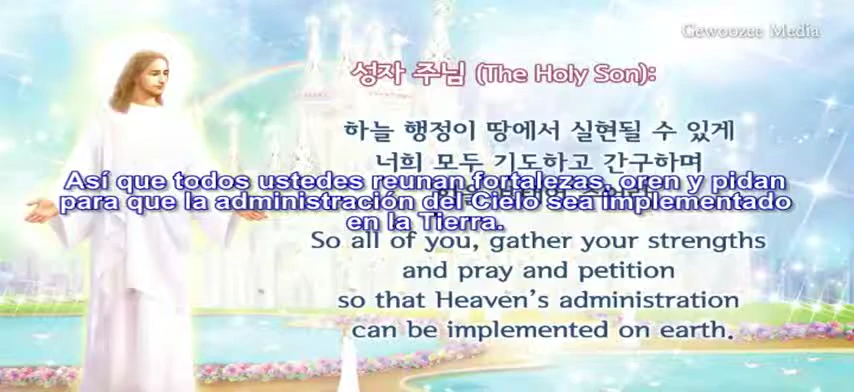 Gewoozee Media
성자 주님 (The Holy Son):
하늘 행정이 땅에서 실현될 수 있게
너희 모두 기도하고 간구하며
Así que todos ustedes reunan fortalezas, oren y pidan
para que la administración del Cielo sea implementado
en la Tierra.
So all of you, gather your strengths
and pray and petition
so that Heaven's administration
can be implemented on earth.